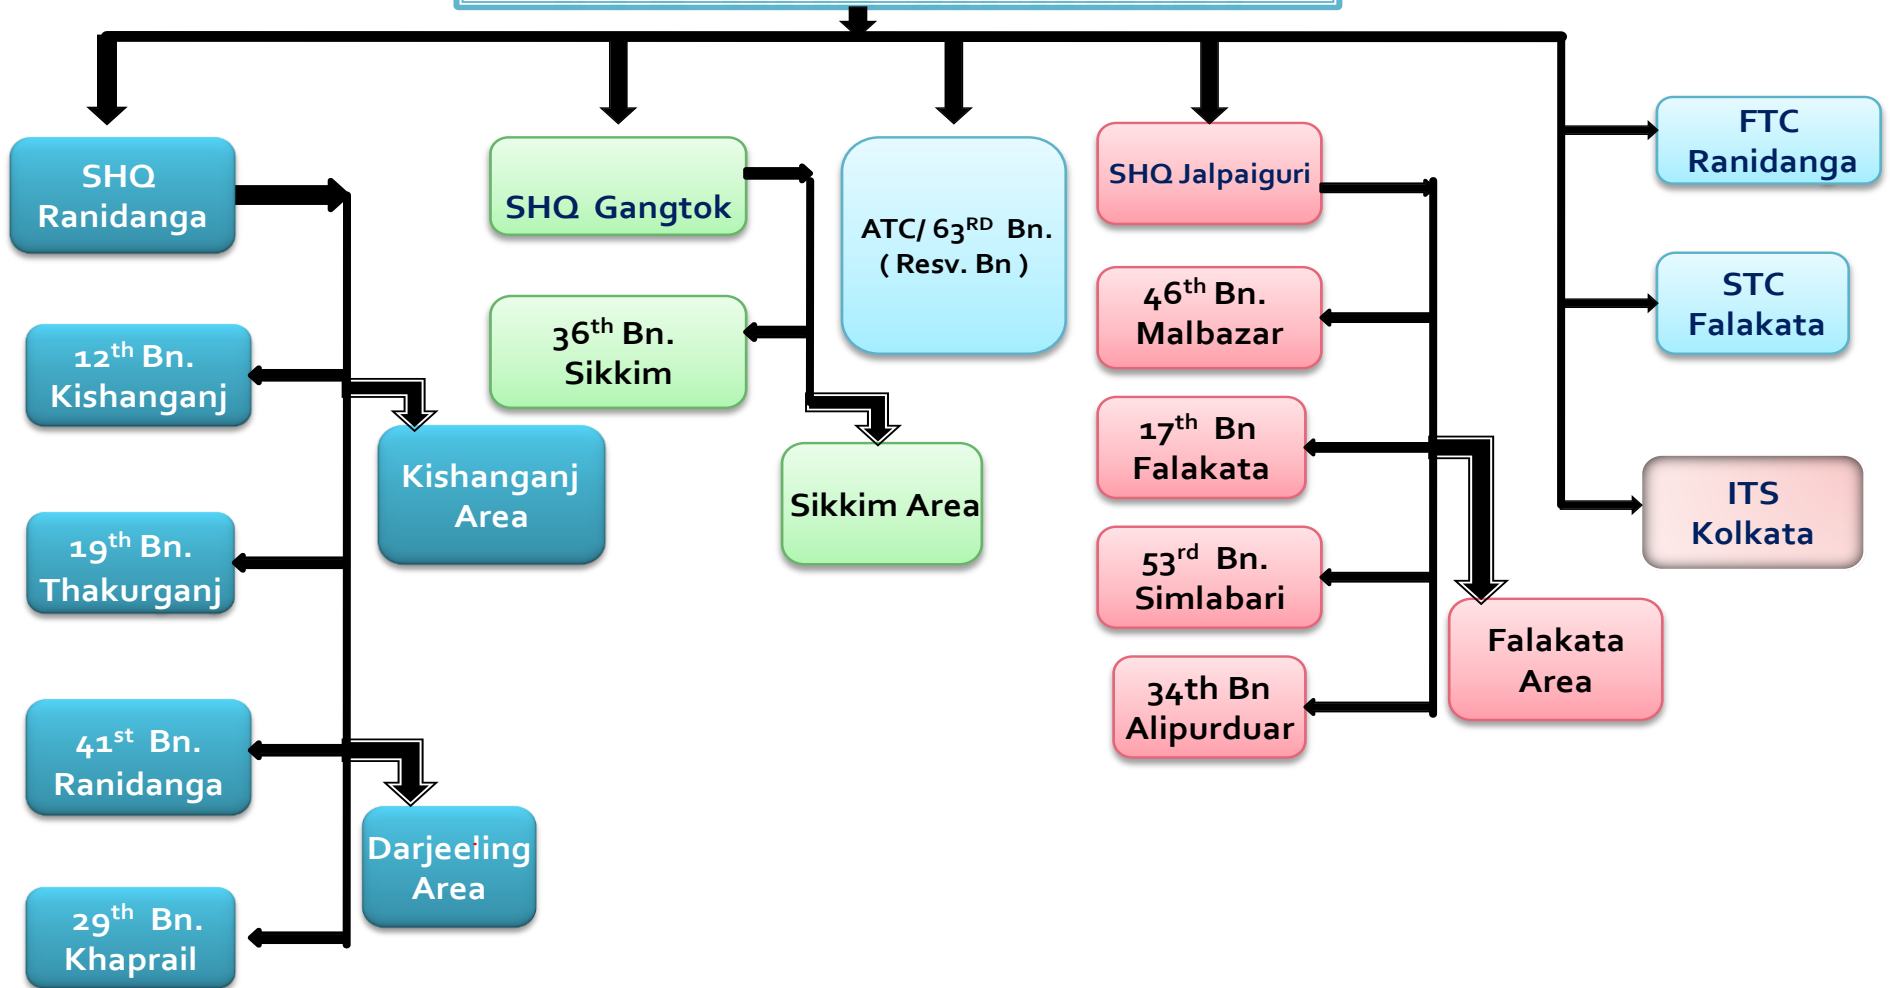 SHQ
Ranidanga
12th Bn.
Kishanganj
Kishanganj
Area
19th Bn.
Thakurganj
41st Bn.
Ranidanga
Darjeeling
Area
29th Bn.
Khaprail
SHQ Gangtok
36th Bn.
Sikkim
Sikkim Area
ATC/ 63RD Bn.
( Resv. Bn )
SHQ Jalpaiguri
46th Bn.
Malbazar
17th Bn
Falakata
53rd Bn.
Simlabari
34th Bn
Alipurduar
Falakata
Area
FTC
Ranidanga
STC
Falakata
ITS
Kolkata